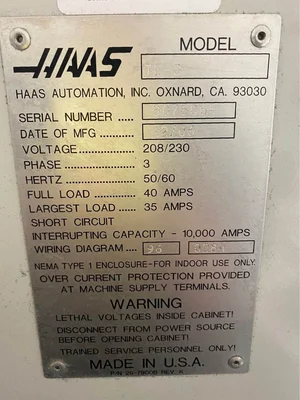 HAAS
MODEL
HAAS AUTOMATION, INC. OXNARD, CA. 93030
SERIAL NUMBER .....
DATE OF MFG .........
VOLTAGE .............. 208/230
PHASE .................. 3
HERTZ .................. 50/60
FULL LOAD ........... 40 AMPS
LARGEST LOAD .... 35 AMPS
SHORT CIRCUIT
INTERRUPTING CAPACITY - 10,000 AMPS
WIRING DIAGRAM ..
NEMA TYPE 1 ENCLOSURE-FOR INDOOR USE ONLY
OVER CURRENT PROTECTION PROVIDED
AT MACHINE SUPPLY TERMINALS.
WARNING
LETHAL VOLTAGES INSIDE CABINET!
DISCONNECT FROM POWER SOURCE
BEFORE OPENING CABINET!
TRAINED SERVICE PERSONNEL ONLY!
MADE IN U.S.A.